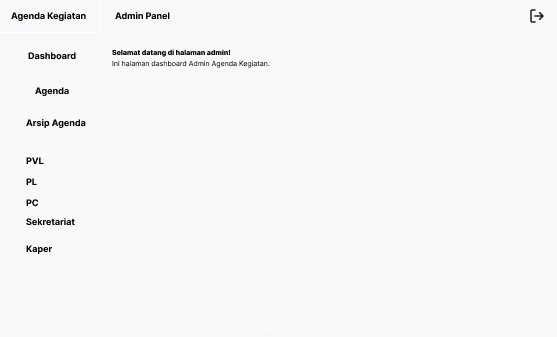 Agenda Kegiatan
Admin Panel
Dashboard
Agenda
Arsip Agenda
PVL
PL
PC
Sekretariat
Kaper
Selamat datang di halaman admin!
Ini halaman dashboard Admin Agenda Kegiatan.